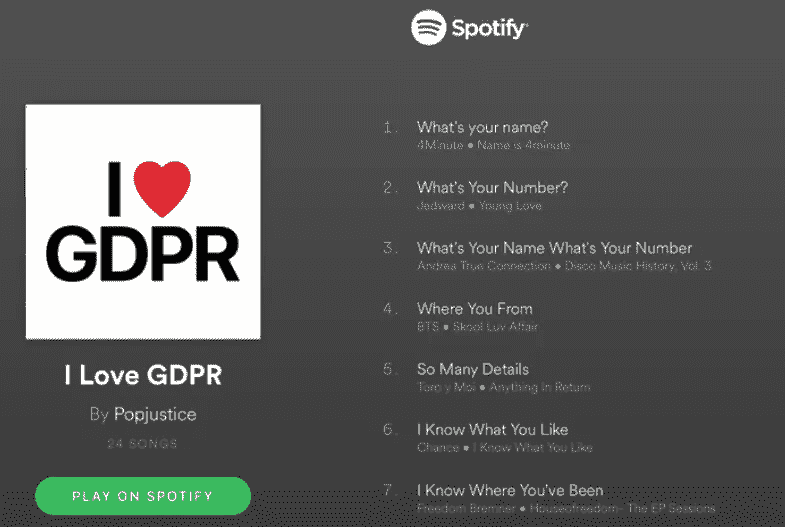 Spotify
I ❤ GDPR
I Love GDPR
By Popjustice
24 SONGS
PLAY ON SPOTIFY
1. What's your name?
4Minute • Name is 4minute
2. What's Your Number?
Jedward • Young Love
3. What's Your Name What's Your Number
Andrea True Connection • Disco Music History, Vol. 3
4. Where You From
BTS • Skool Luv Affair
5. So Many Details
Toro y Moi • Anything In Return
6. I Know What You Like
Chance • I Know What You Like
7. I Know Where You've Been
Freedom Bremner • Houseofreedom- The EP Sessions